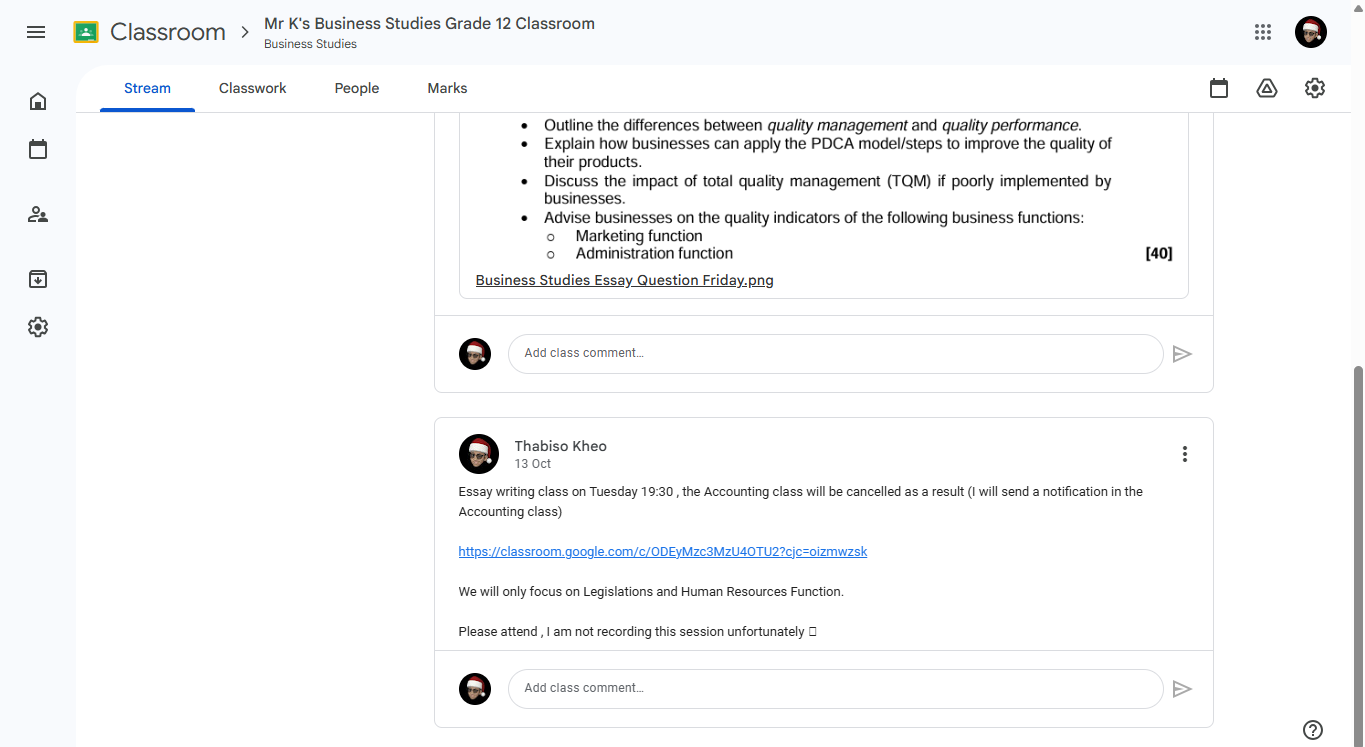 Classroom
Mr K's Business Studies Grade 12 Classroom
Business Studies
Stream
Classwork
People
Marks
• Outline the differences between quality management and quality performance.
• Explain how businesses can apply the PDCA model/steps to improve the quality of
their products.
• Discuss the impact of total quality management (TQM) if poorly implemented by
businesses.
• Advise businesses on the quality indicators of the following business functions:
o Marketing function
o Administration function [40]
Business Studies Essay Question Friday.png
Add class comment…
Thabiso Kheo
13 Oct
Essay writing class on Tuesday 19:30 , the Accounting class will be cancelled as a result (I will send a notification in the
Accounting class)
https://classroom.google.com/c/ODEyMzc3MzU4OTU2?cjc=oizmwzsk
We will only focus on Legislations and Human Resources Function.
Please attend , I am not recording this session unfortunately
Add class comment…